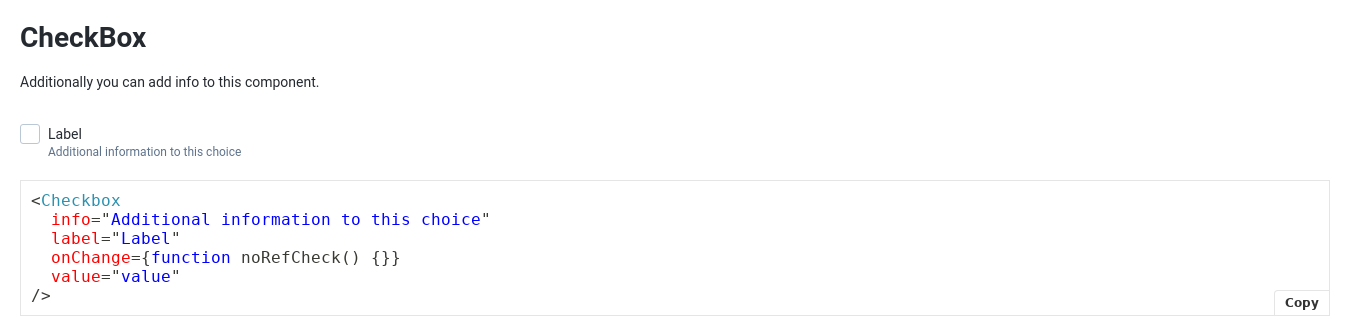 CheckBox
Additionally you can add info to this component.
Label
Additional information to this choice
<Checkbox
  info="Additional information to this choice"
  label="Label"
  onChange={function noRefCheck() {}}
  value="value"
/>
Copy